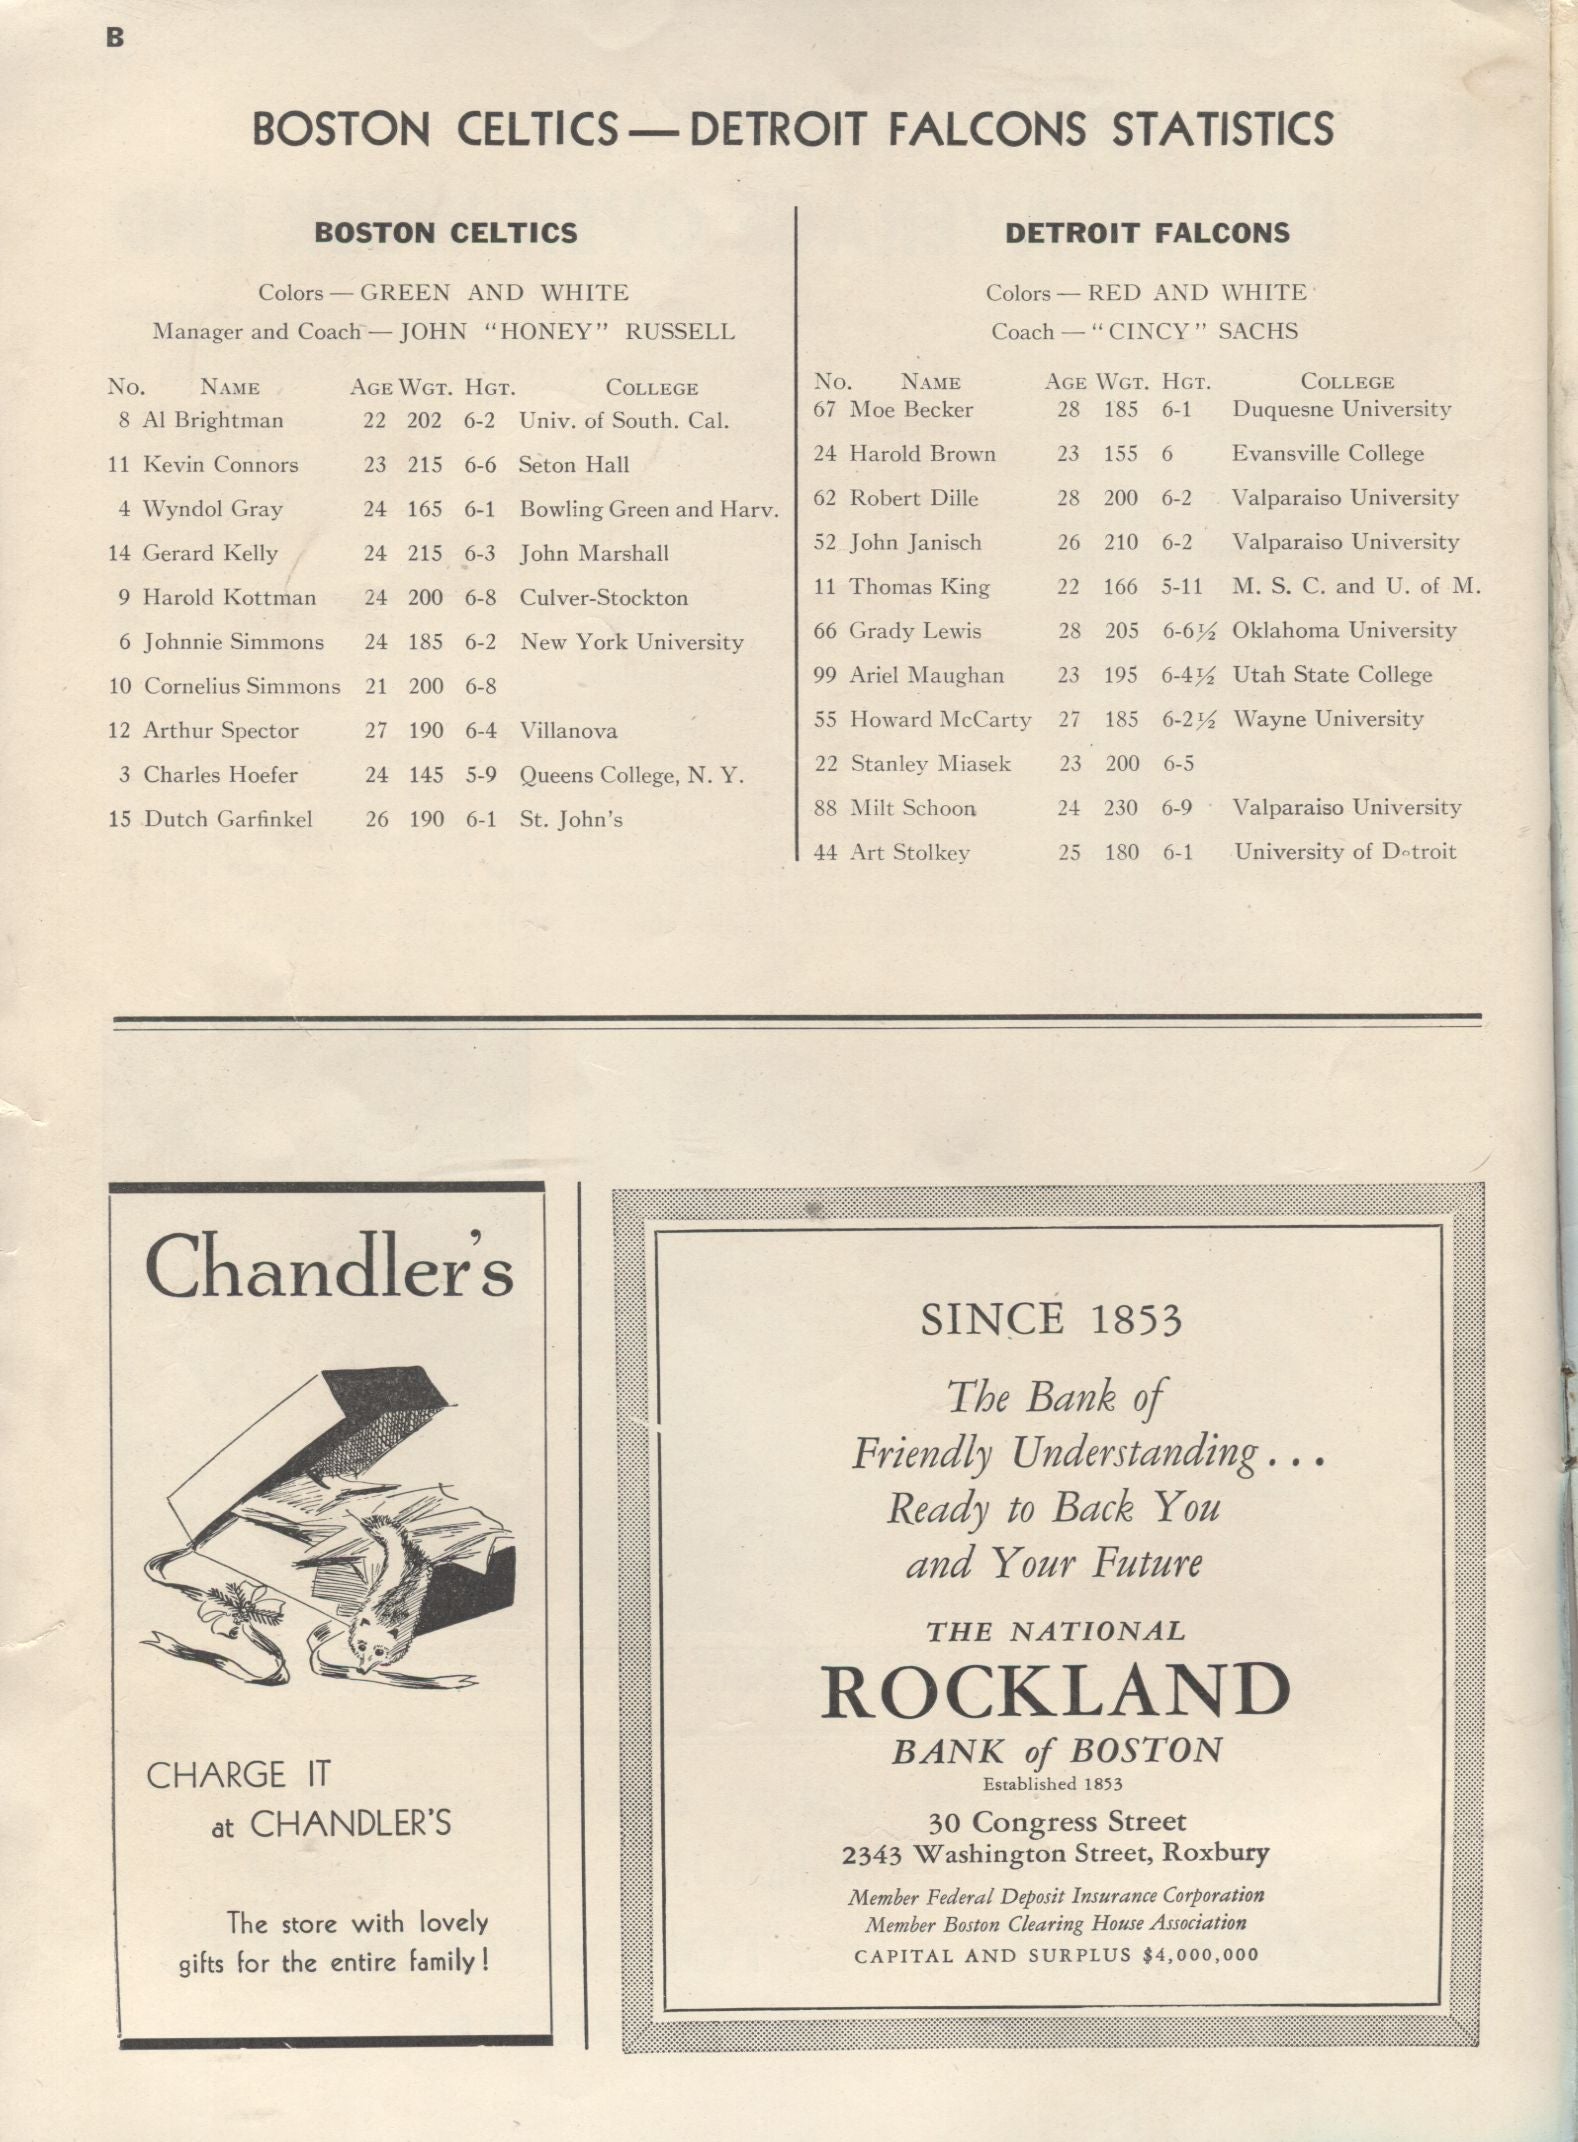 B
BOSTON CELTICS — DETROIT FALCONS STATISTICS
BOSTON CELTICS
Colors — GREEN AND WHITE
Manager and Coach — JOHN "HONEY" RUSSELL
No. NAME AGE WGT. HGT. COLLEGE
8 Al Brightman 22 202 6-2 Univ. of South. Cal.
11 Kevin Connors 23 215 6-6 Seton Hall
4 Wyndol Gray 24 165 6-1 Bowling Green and Harv.
14 Gerard Kelly 24 215 6-3 John Marshall
9 Harold Kottman 24 200 6-8 Culver-Stockton
6 Johnnie Simmons 24 185 6-2 New York University
10 Cornelius Simmons 21 200 6-8
12 Arthur Spector 27 190 6-4 Villanova
3 Charles Hoefer 24 145 5-9 Queens College, N. Y.
15 Dutch Garfinkel 26 190 6-1 St. John's
DETROIT FALCONS
Colors — RED AND WHITE
Coach — "CINCY" SACHS
No. NAME AGE WGT. HGT. COLLEGE
67 Moe Becker 28 185 6-1 Duquesne University
24 Harold Brown 23 155 6 Evansville College
62 Robert Dille 28 200 6-2 Valparaiso University
52 John Janisch 26 210 6-2 Valparaiso University
11 Thomas King 22 166 5-11 M. S. C. and U. of M.
66 Grady Lewis 28 205 6-6½ Oklahoma University
99 Ariel Maughan 23 195 6-4½ Utah State College
55 Howard McCarty 27 185 6-2½ Wayne University
22 Stanley Miasek 23 200 6-5
88 Milt Schoon 24 230 6-9 Valparaiso University
44 Art Stolkey 25 180 6-1 University of Detroit
Chandler's
CHARGE IT
at CHANDLER'S
The store with lovely
gifts for the entire family!
SINCE 1853
The Bank of
Friendly Understanding . . .
Ready to Back You
and Your Future
THE NATIONAL
ROCKLAND
BANK of BOSTON
Established 1853
30 Congress Street
2343 Washington Street, Roxbury
Member Federal Deposit Insurance Corporation
Member Boston Clearing House Association
CAPITAL AND SURPLUS $4,000,000